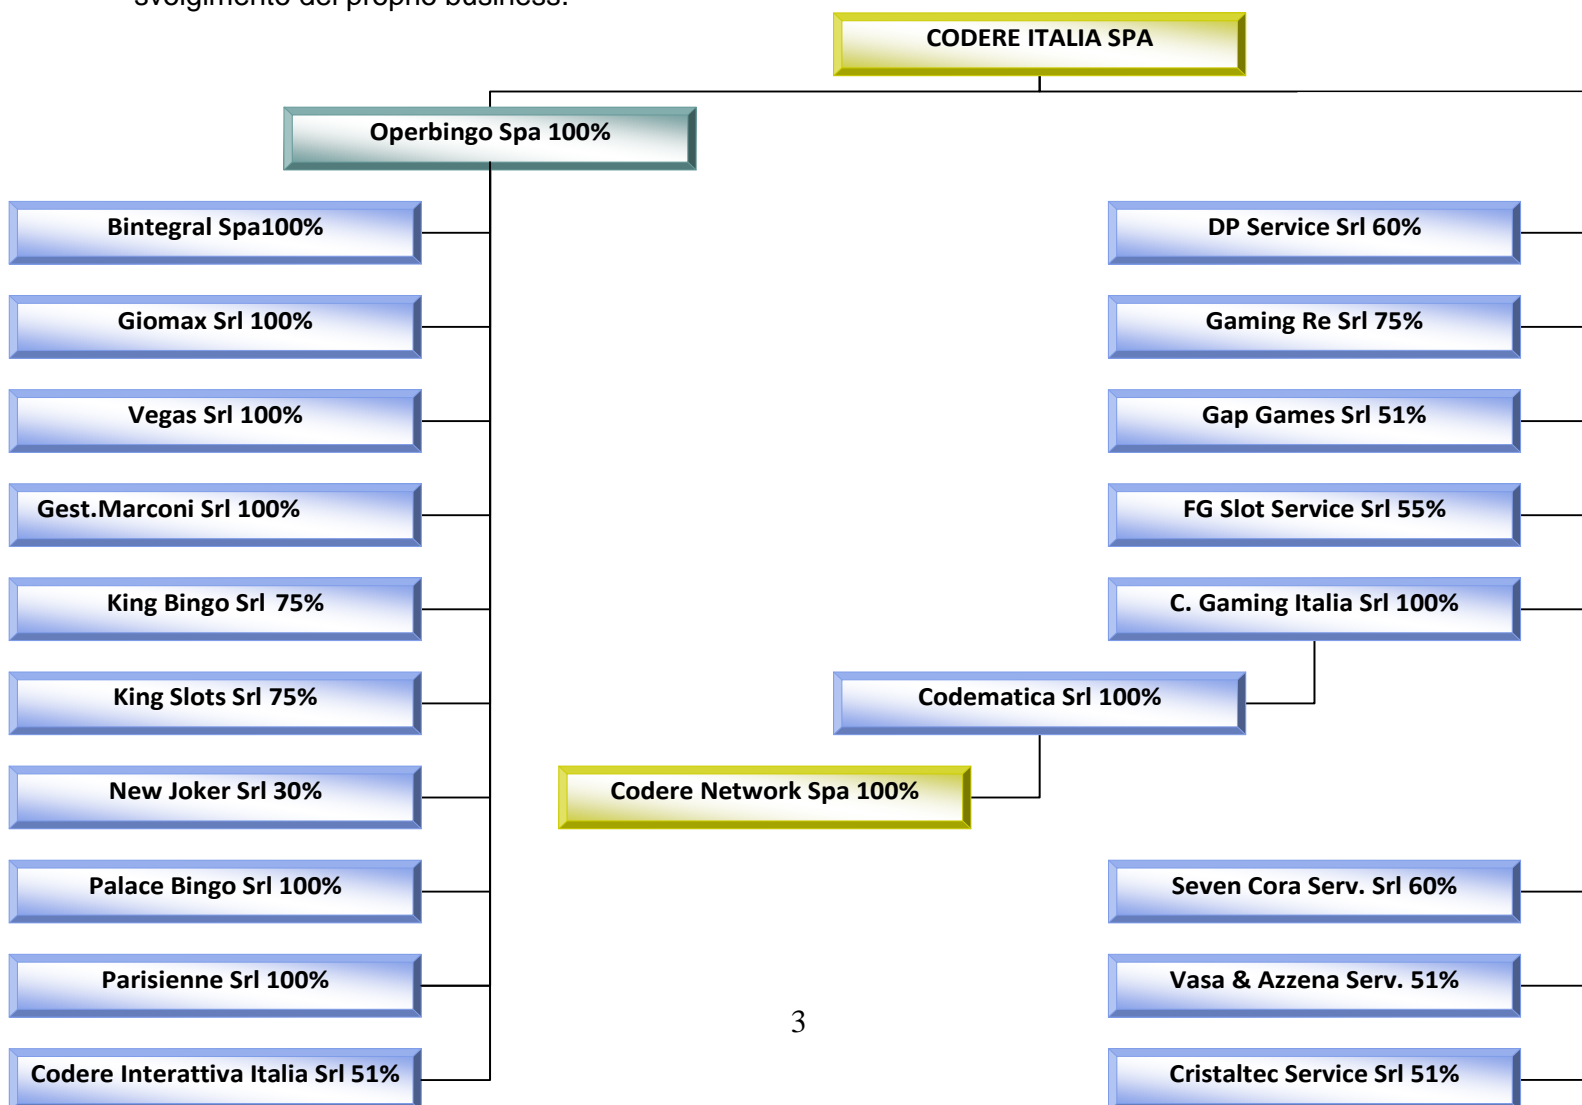 svolgimento del proprio business.
CODERE ITALIA SPA
Operbingo Spa 100%
Bintegral Spa100%
DP Service Srl 60%
Giomax Srl 100%
Gaming Re Srl 75%
Vegas Srl 100%
Gap Games Srl 51%
Gest.Marconi Srl 100%
FG Slot Service Srl 55%
King Bingo Srl 75%
C. Gaming Italia Srl 100%
King Slots Srl 75%
Codematica Srl 100%
New Joker Srl 30%
Codere Network Spa 100%
Palace Bingo Srl 100%
Seven Cora Serv. Srl 60%
Parisienne Srl 100%
Vasa & Azzena Serv. 51%
3
Codere Interattiva Italia Srl 51%
Cristaltec Service Srl 51%